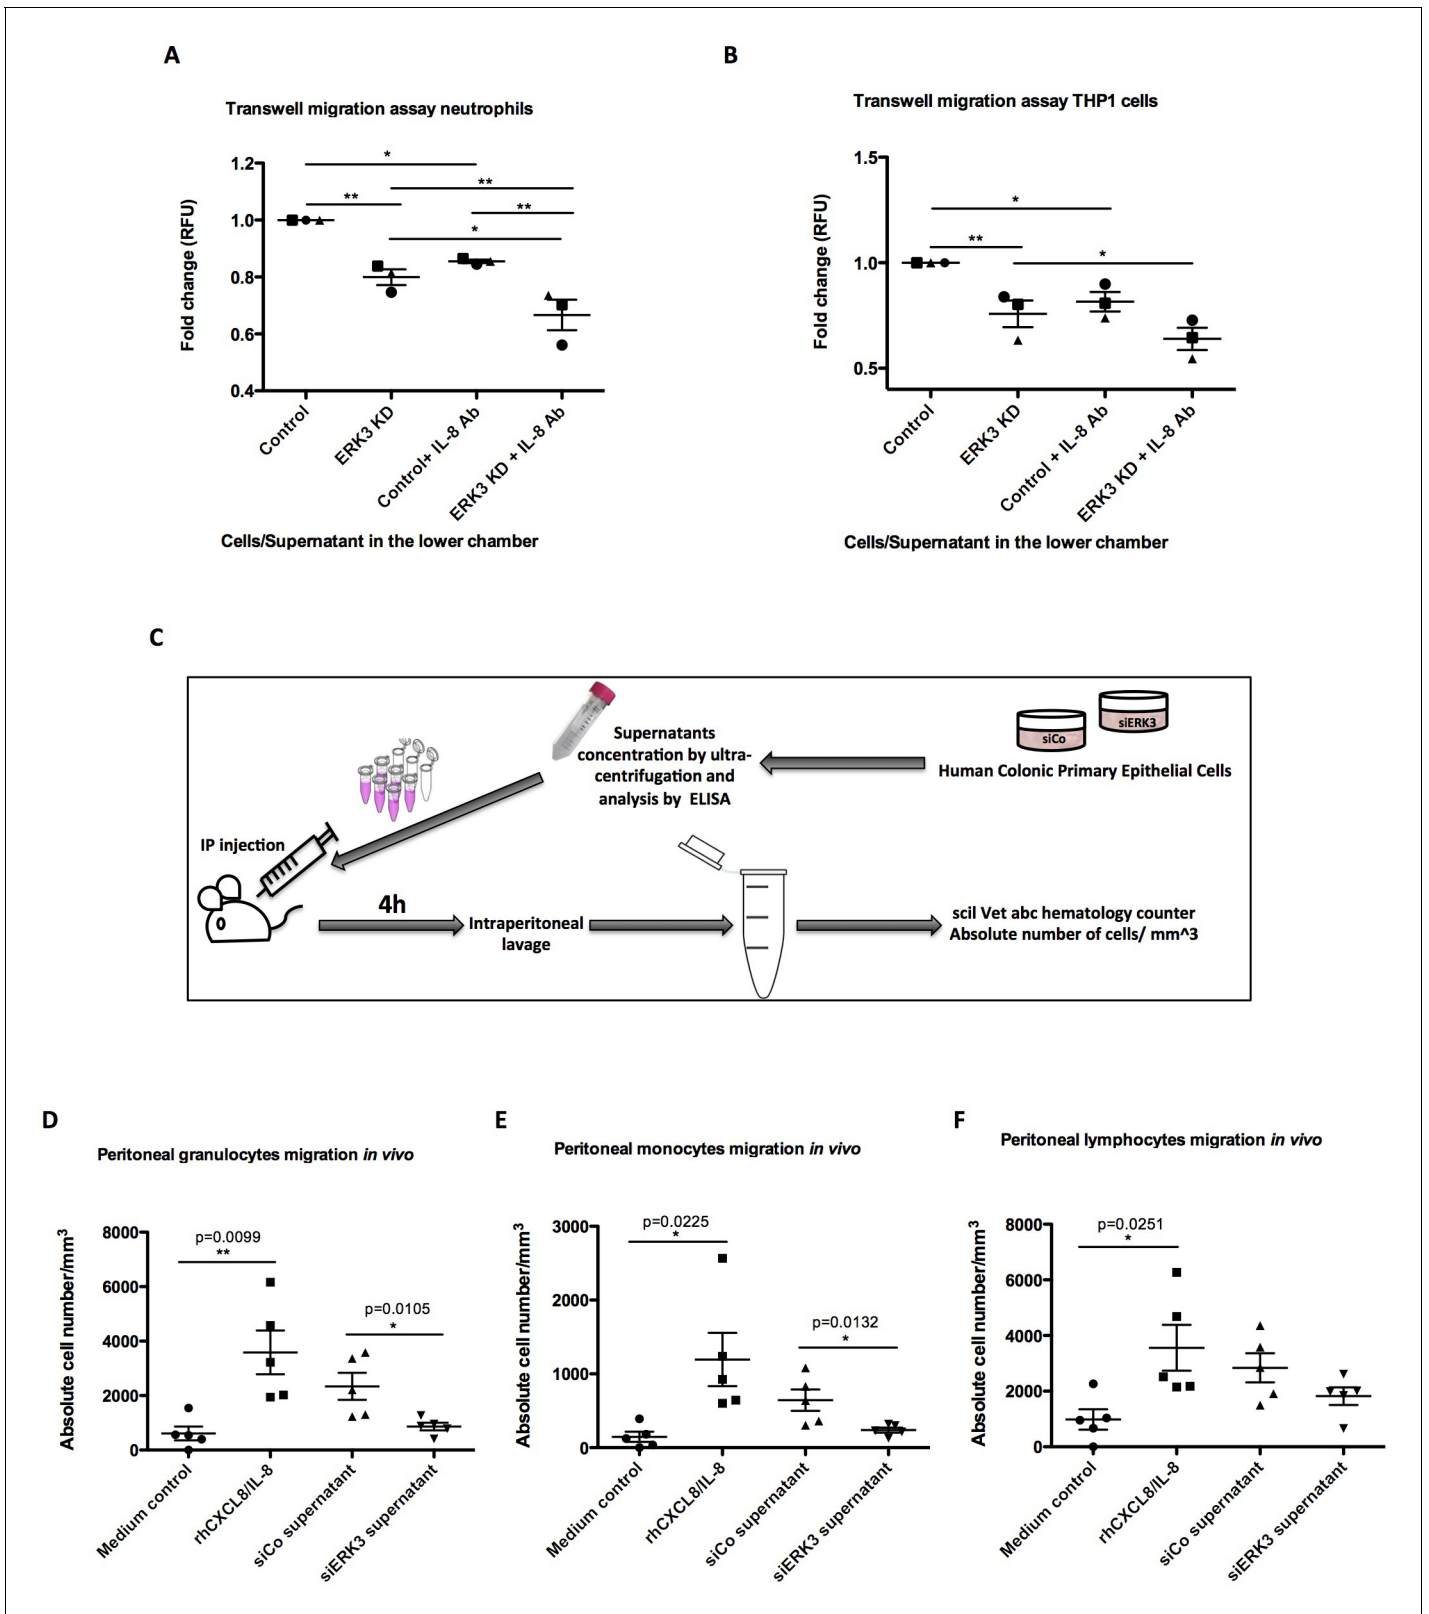 A
Transwell migration assay neutrophils
Fold change (RFU)
1.2
1.0
0.8
0.6
0.4
*
**
**
**
*
Control
ERK3 KD
Control+ IL-8 Ab
ERK3 KD + IL-8 Ab
Cells/Supernatant in the lower chamber
B
Transwell migration assay THP1 cells
Fold change (RFU)
1.5
1.0
0.5
*
**
*
Control
ERK3 KD
Control + IL-8 Ab
ERK3 KD + IL-8 Ab
Cells/Supernatant in the lower chamber
C
Supernatants
concentration by ultra-
centrifugation and
analysis by ELISA
siCo
siERK3
Human Colonic Primary Epithelial Cells
IP injection
4h
Intraperitoneal
lavage
scil Vet abc hematology counter
Absolute number of cells/ mm^3
D
Peritoneal granulocytes migration in vivo
Absolute cell number/mm3
8000
6000
4000
2000
0
p=0.0099
**
p=0.0105
*
Medium control
rhCXCL8/IL-8
siCo supernatant
siERK3 supernatant
E
Peritoneal monocytes migration in vivo
Absolute cell number/mm3
3000
2000
1000
0
p=0.0225
*
p=0.0132
*
Medium control
rhCXCL8/IL-8
siCo supernatant
siERK3 supernatant
F
Peritoneal lymphocytes migration in vivo
Absolute cell number/mm3
8000
6000
4000
2000
0
p=0.0251
*
Medium control
rhCXCL8/IL-8
siCo supernatant
siERK3 supernatant